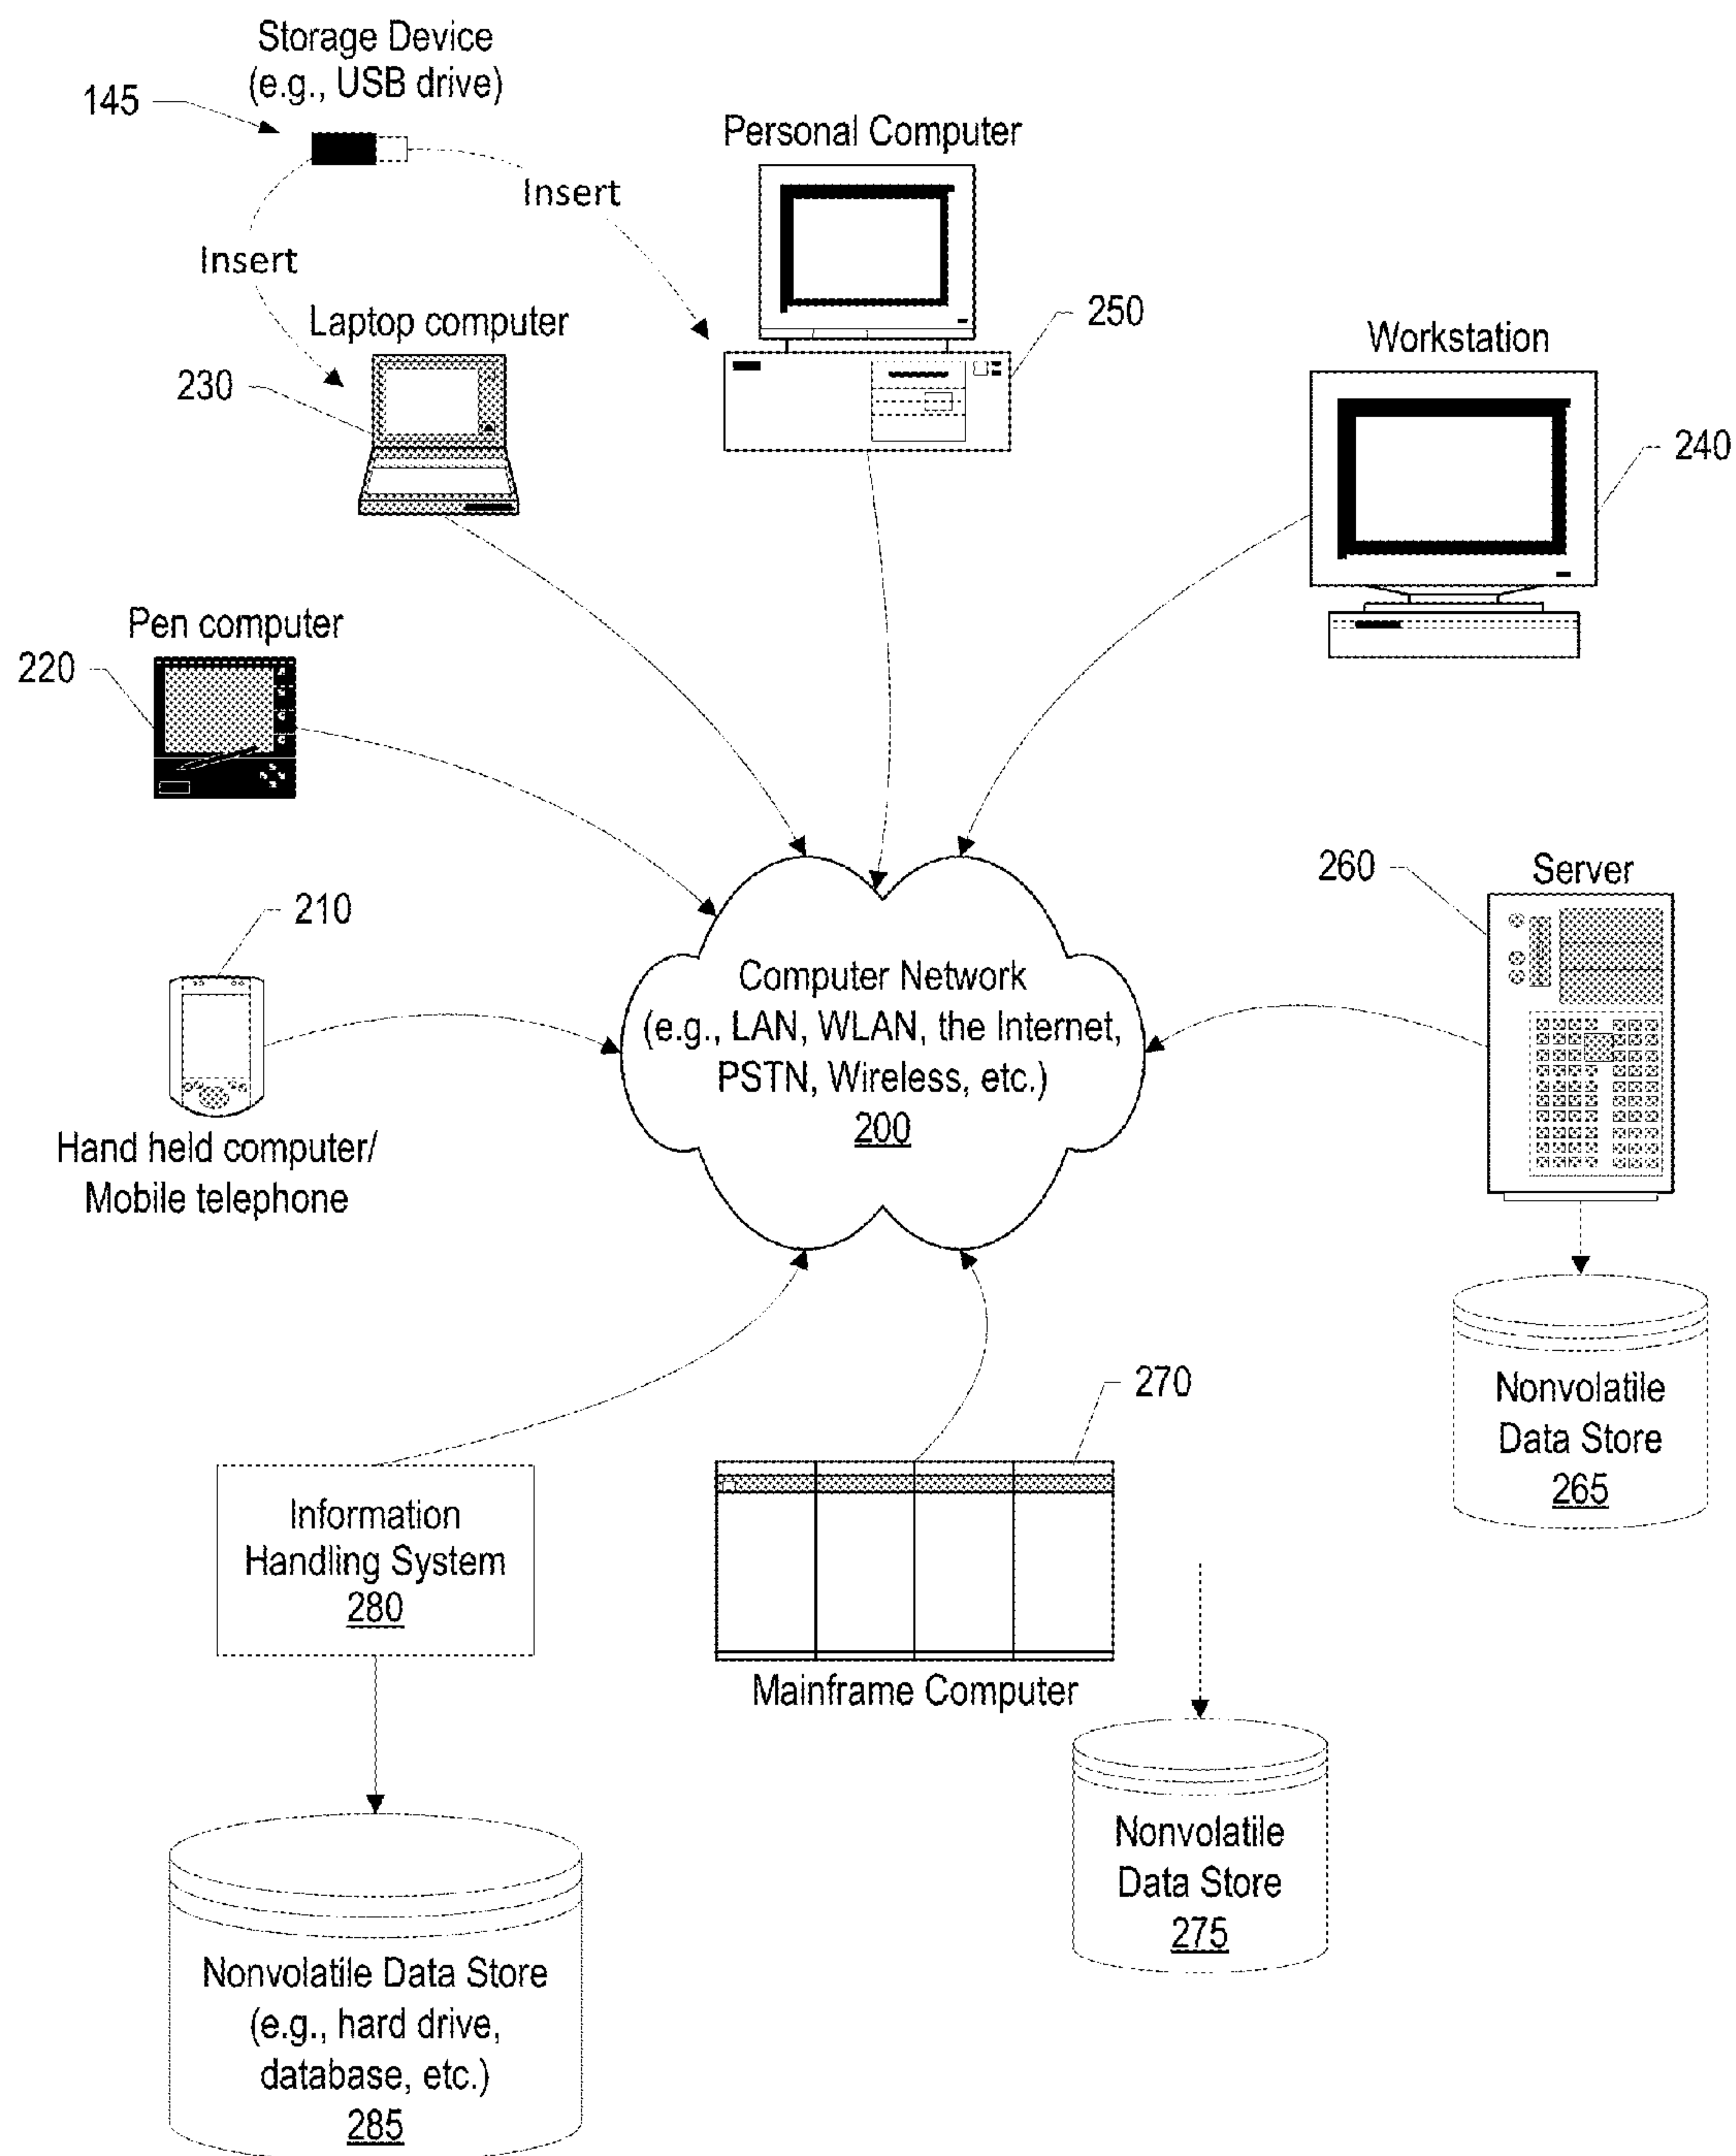 Storage Device
(e.g., USB drive)
145
Insert
Insert
Personal Computer
250
Laptop computer
230
Workstation
240
Pen computer
220
210
Hand held computer/
Mobile telephone
Computer Network
(e.g., LAN, WLAN, the Internet,
PSTN, Wireless, etc.)
200
260
Server
Nonvolatile
Data Store
265
270
Mainframe Computer
Information
Handling System
280
Nonvolatile
Data Store
275
Nonvolatile Data Store
(e.g., hard drive,
database, etc.)
285